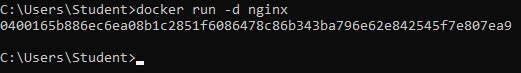 C:\Users\Student>docker run -d nginx
0400165b886ec6ea08b1c2851f6086478c86b343ba796e62e842545f7e807ea9
C:\Users\Student>